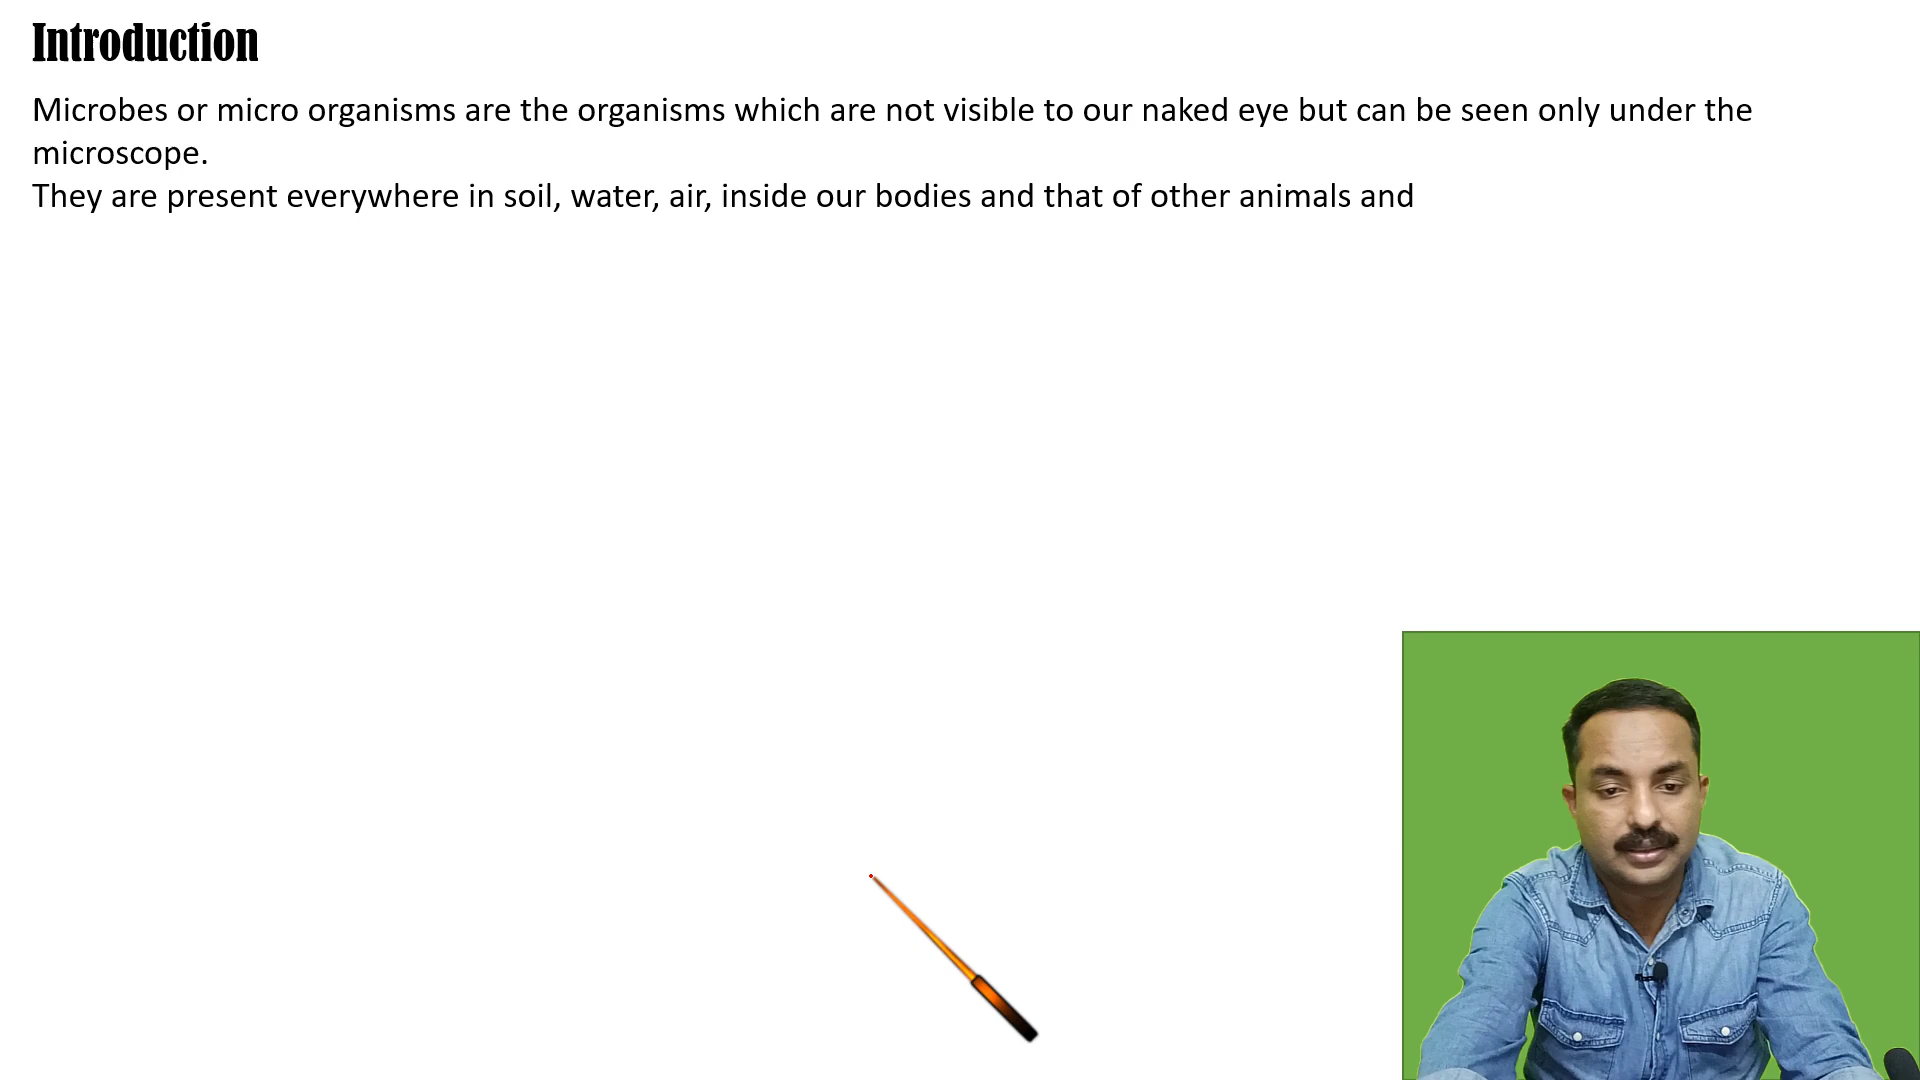 Introduction
Microbes or micro organisms are the organisms which are not visible to our naked eye but can be seen only under the
microscope.
They are present everywhere in soil, water, air, inside our bodies and that of other animals and